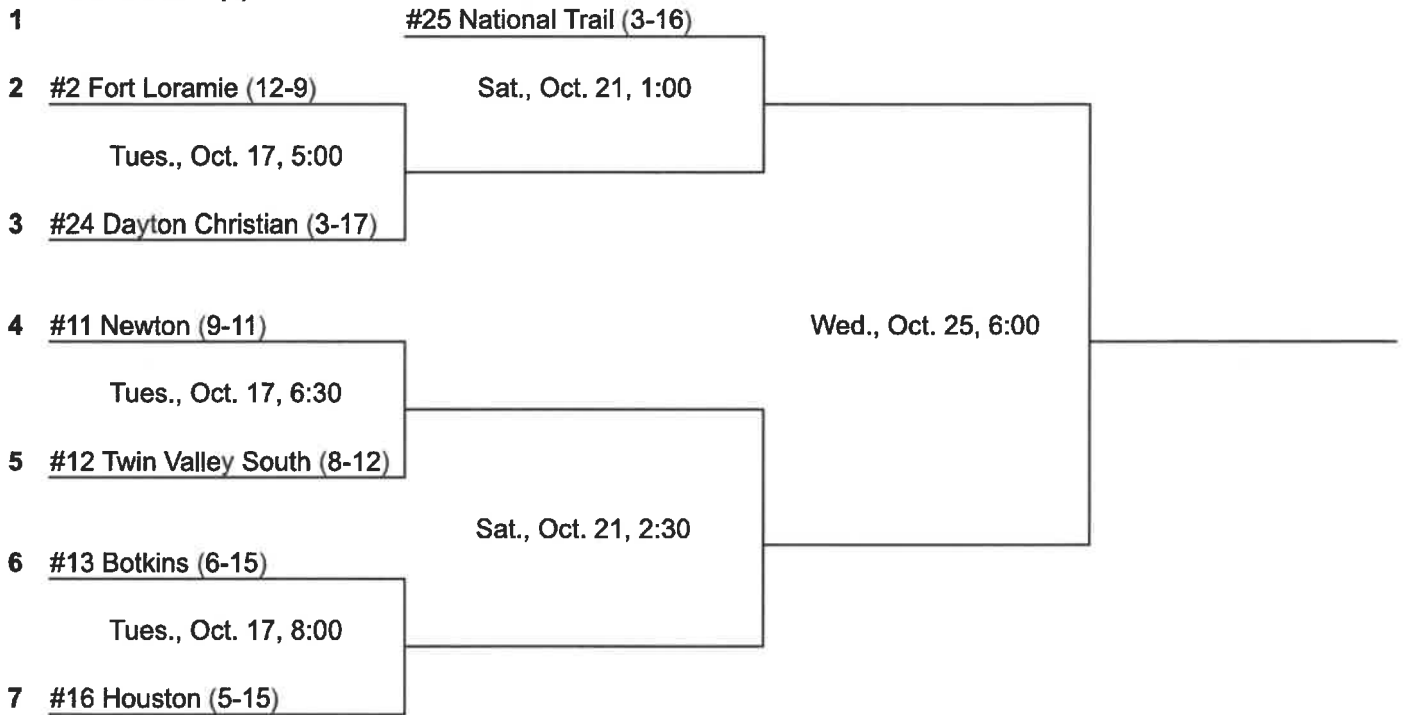 1 #25 National Trail (3-16)
2 #2 Fort Loramie (12-9) Sat., Oct. 21, 1:00
Tues., Oct. 17, 5:00
3 #24 Dayton Christian (3-17)
4 #11 Newton (9-11) Wed., Oct. 25, 6:00
Tues., Oct. 17, 6:30
5 #12 Twin Valley South (8-12)
Sat., Oct. 21, 2:30
6 #13 Botkins (6-15)
Tues., Oct. 17, 8:00
7 #16 Houston (5-15)